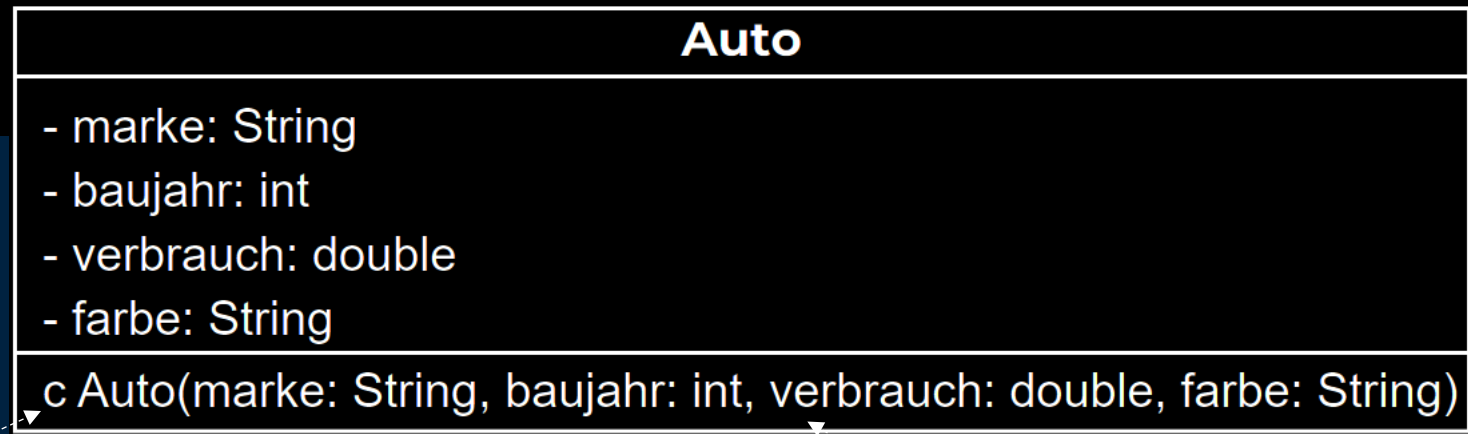 Auto
- marke: String
- baujahr: int
- verbrauch: double
- farbe: String
c Auto(marke: String, baujahr: int, verbrauch: double, farbe: String)